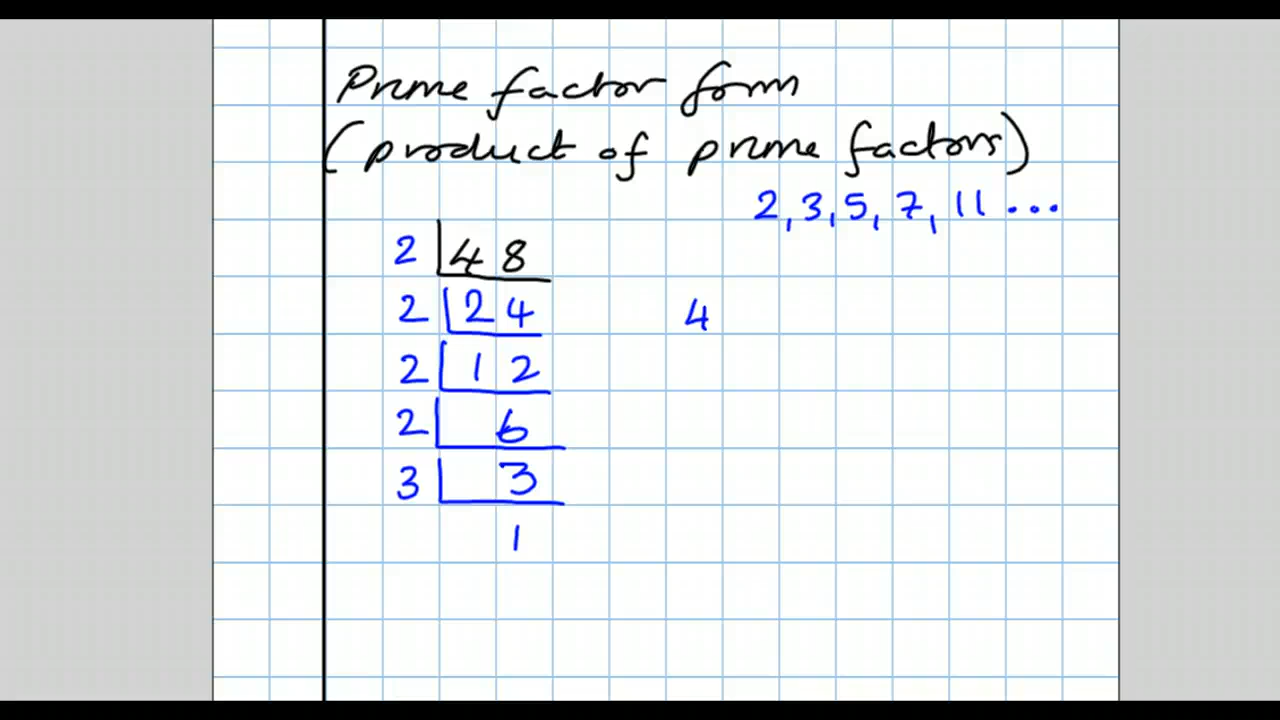 Prime factor form
(product of prime factors)
2, 3, 5, 7, 11 ...
2 48
2 24 4
2 12
2 6
3 3
1